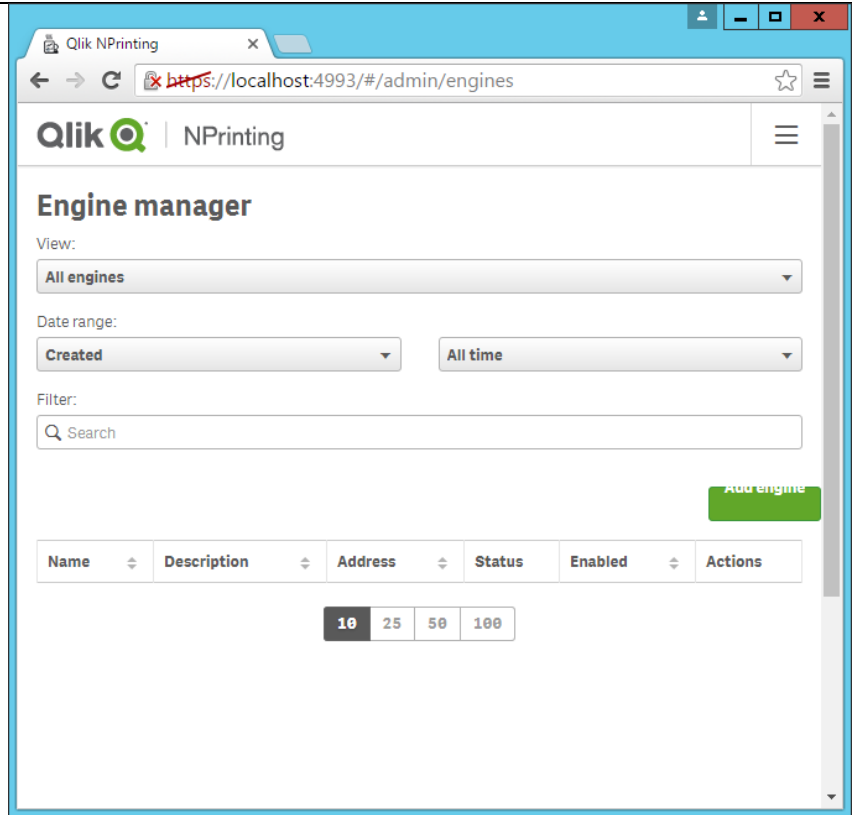 Qlik NPrinting
https://localhost:4993/#/admin/engines
Qlik NPrinting
Engine manager
View:
All engines
Date range:
Created All time
Filter:
Search
Add engine
Name Description Address Status Enabled Actions
10 25 50 100